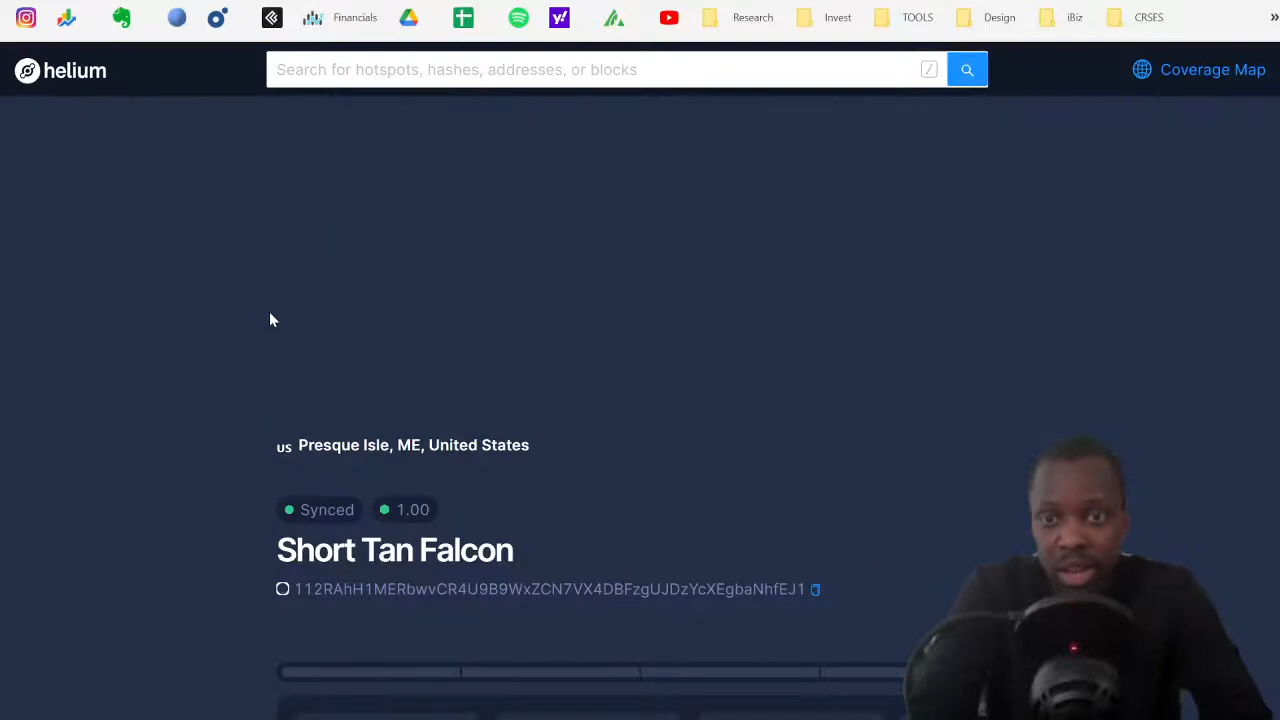 Financials
Research
Invest
TOOLS
Design
iBiz
CRSES
»
helium
Search for hotspots, hashes, addresses, or blocks
/
Coverage Map
US Presque Isle, ME, United States
Synced
1.00
Short Tan Falcon
112RAhH1MERbwvCR4U9B9WxZCN7VX4DBFzgUJDzYcXEgbaNhfEJ1